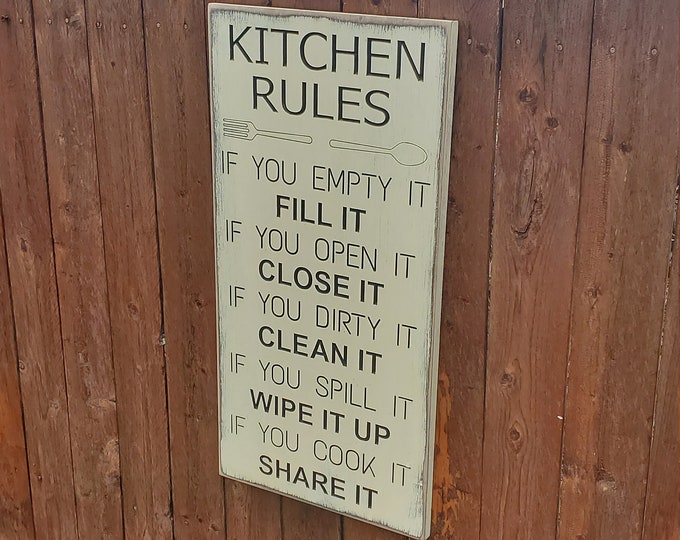 KITCHEN
RULES
IF YOU EMPTY IT
FILL IT
IF YOU OPEN IT
CLOSE IT
IF YOU DIRTY IT
CLEAN IT
IF YOU SPILL IT
WIPE IT UP
IF YOU COOK IT
SHARE IT